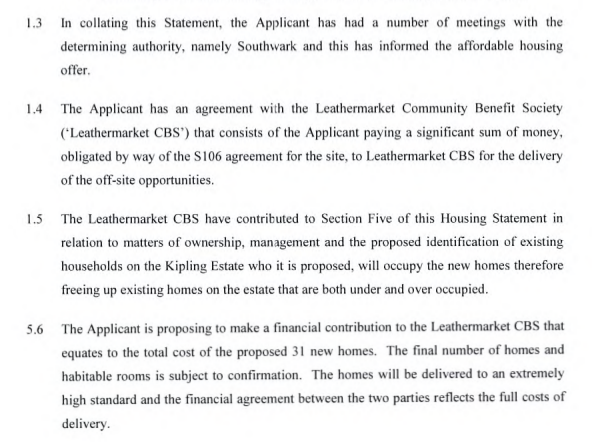 1.3 In collating this Statement, the Applicant has had a number of meetings with the
determining authority, namely Southwark and this has informed the affordable housing
offer.
1.4 The Applicant has an agreement with the Leathermarket Community Benefit Society
(‘Leathermarket CBS’) that consists of the Applicant paying a significant sum of money,
obligated by way of the S106 agreement for the site, to Leathermarket CBS for the delivery
of the off-site opportunities.
1.5 The Leathermarket CBS have contributed to Section Five of this Housing Statement in
relation to matters of ownership, management and the proposed identification of existing
households on the Kipling Estate who it is proposed, will occupy the new homes therefore
freeing up existing homes on the estate that are both under and over occupied.
5.6 The Applicant is proposing to make a financial contribution to the Leathermarket CBS that
equates to the total cost of the proposed 31 new homes. The final number of homes and
habitable rooms is subject to confirmation. The homes will be delivered to an extremely
high standard and the financial agreement between the two parties reflects the full costs of
delivery.